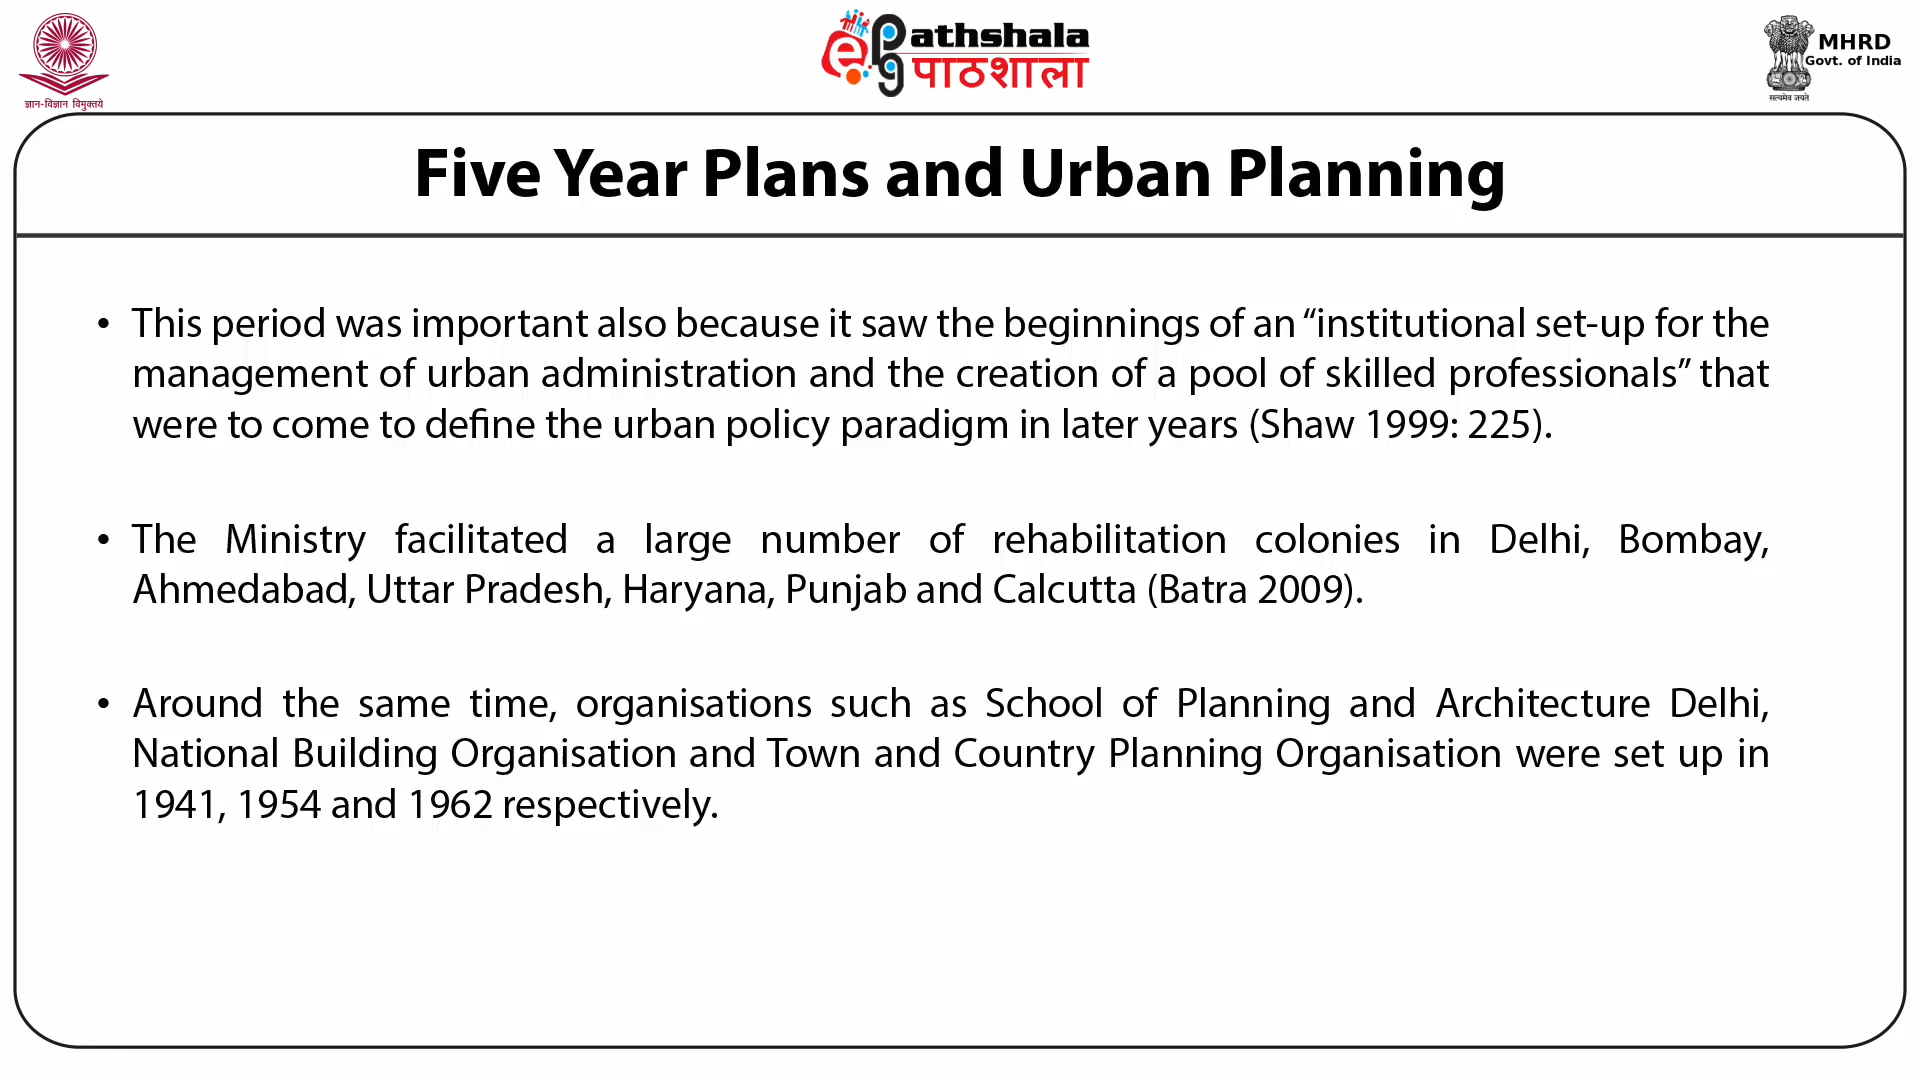 ज्ञान-विज्ञान विमुक्तये
e Pg Pathshala
पाठशाला
MHRD
Govt. of India
सत्यमेव जयते
Five Year Plans and Urban Planning
• This period was important also because it saw the beginnings of an “institutional set-up for the
management of urban administration and the creation of a pool of skilled professionals” that
were to come to define the urban policy paradigm in later years (Shaw 1999: 225).
• The Ministry facilitated a large number of rehabilitation colonies in Delhi, Bombay,
Ahmedabad, Uttar Pradesh, Haryana, Punjab and Calcutta (Batra 2009).
• Around the same time, organisations such as School of Planning and Architecture Delhi,
National Building Organisation and Town and Country Planning Organisation were set up in
1941, 1954 and 1962 respectively.